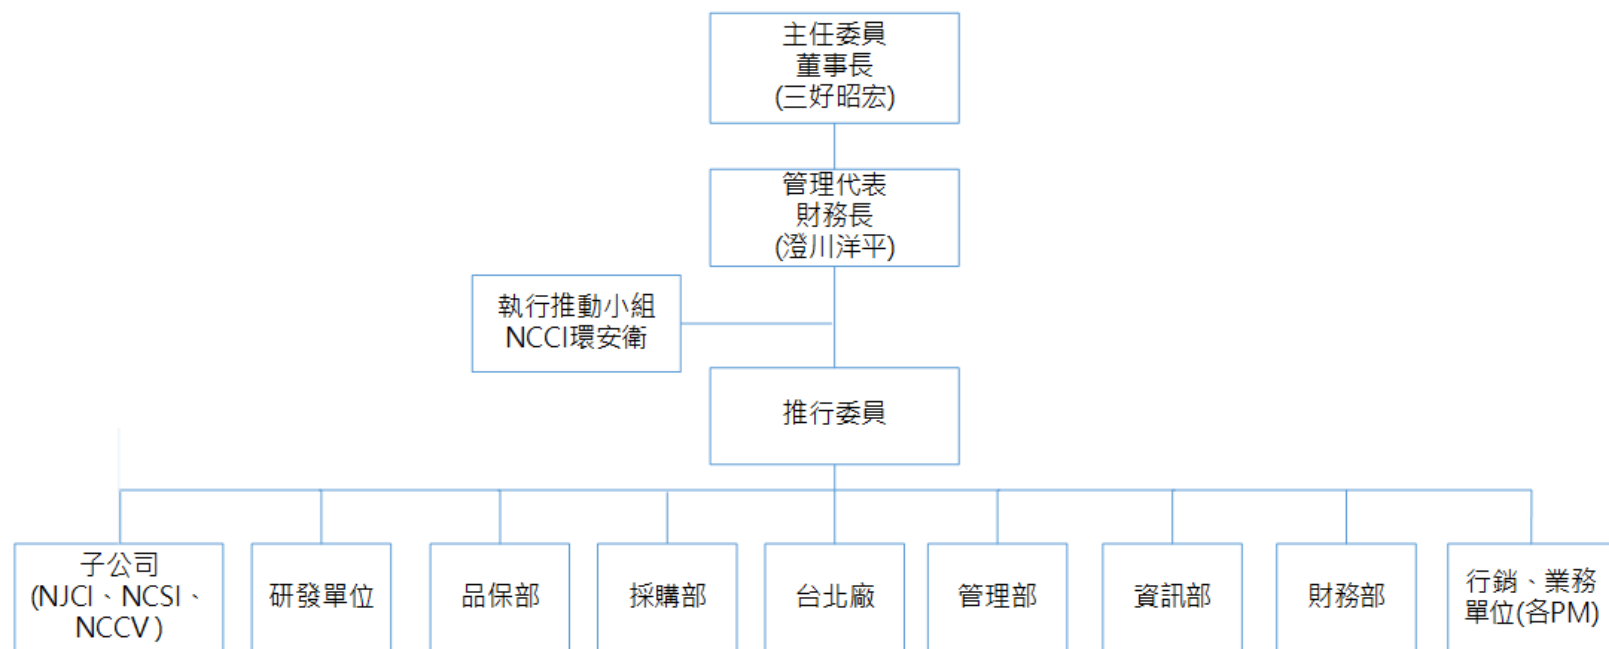 主任委員
董事長
(三好昭宏)
管理代表
財務長
(澄川洋平)
執行推動小組
NCCI環安衛
推行委員
子公司
(NJCI、NCSI、
NCCV )
研發單位
品保部
採購部
台北廠
管理部
資訊部
財務部
行銷、業務
單位(各PM)